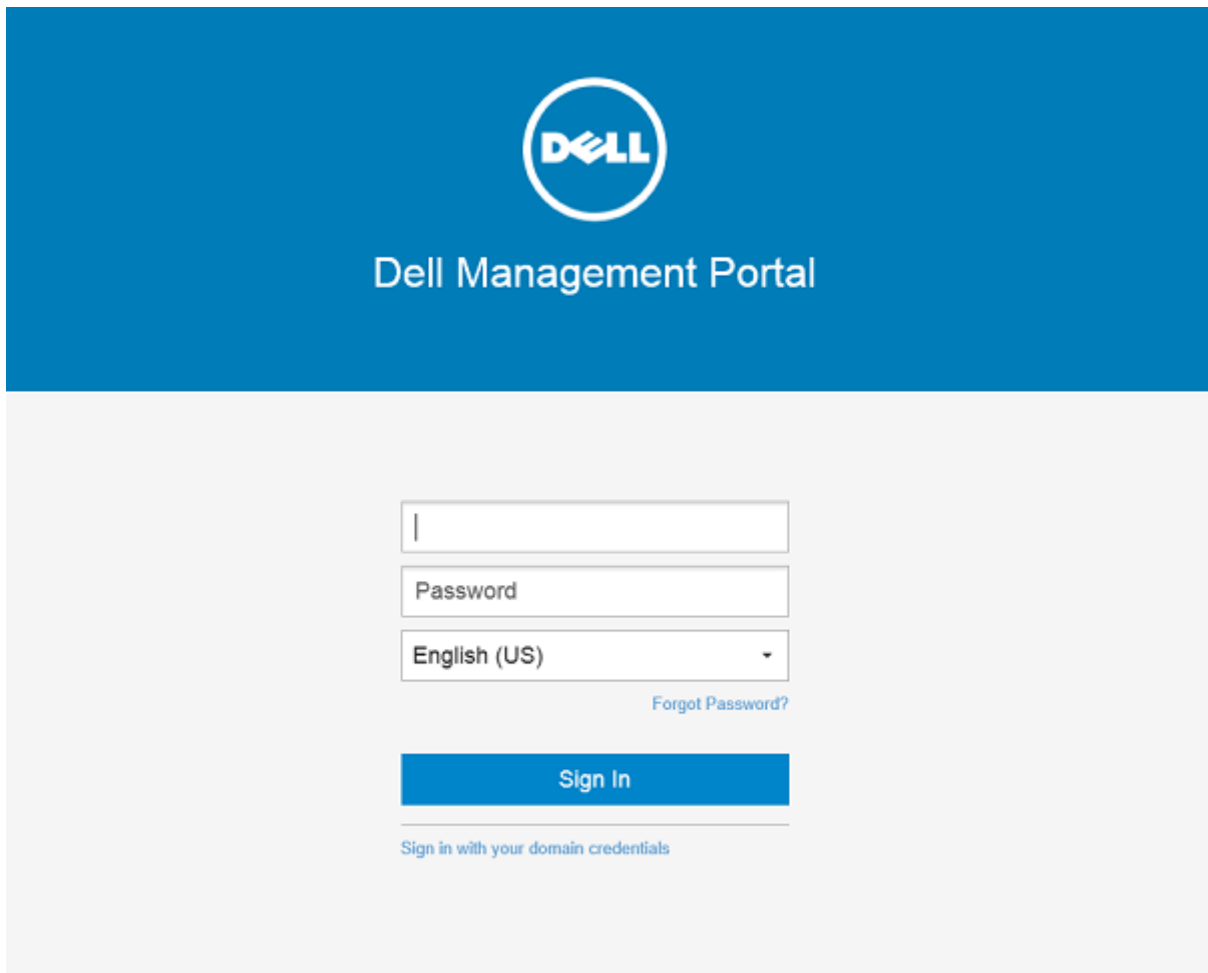 DELL
Dell Management Portal
Password
English (US)
Forgot Password?
Sign In
Sign in with your domain credentials